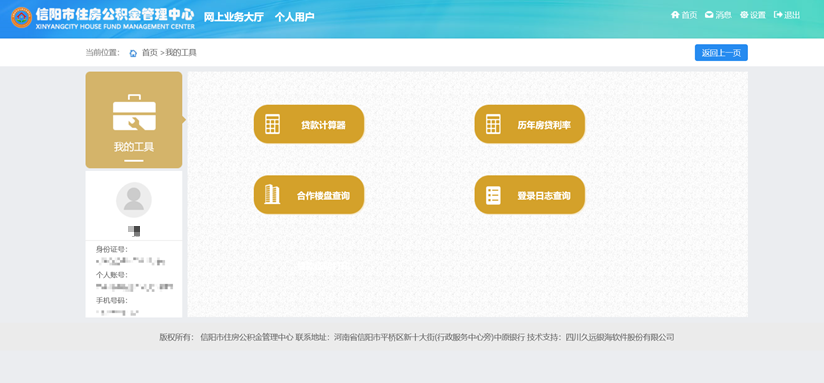 信阳市住房公积金管理中心 网上业务大厅 个人用户
XINYANGCITY HOUSE FUND MANAGEMENT CENTER
首页 消息 设置 退出
当前位置： 首页 >我的工具
返回上一页
我的工具
贷款计算器
历年房贷利率
合作楼盘查询
登录日志查询
身份证号：
个人账号：
手机号码：
版权所有： 信阳市住房公积金管理中心 联系地址：河南省信阳市平桥区新十大街(行政服务中心旁)中原银行 技术支持：四川久远银海软件股份有限公司